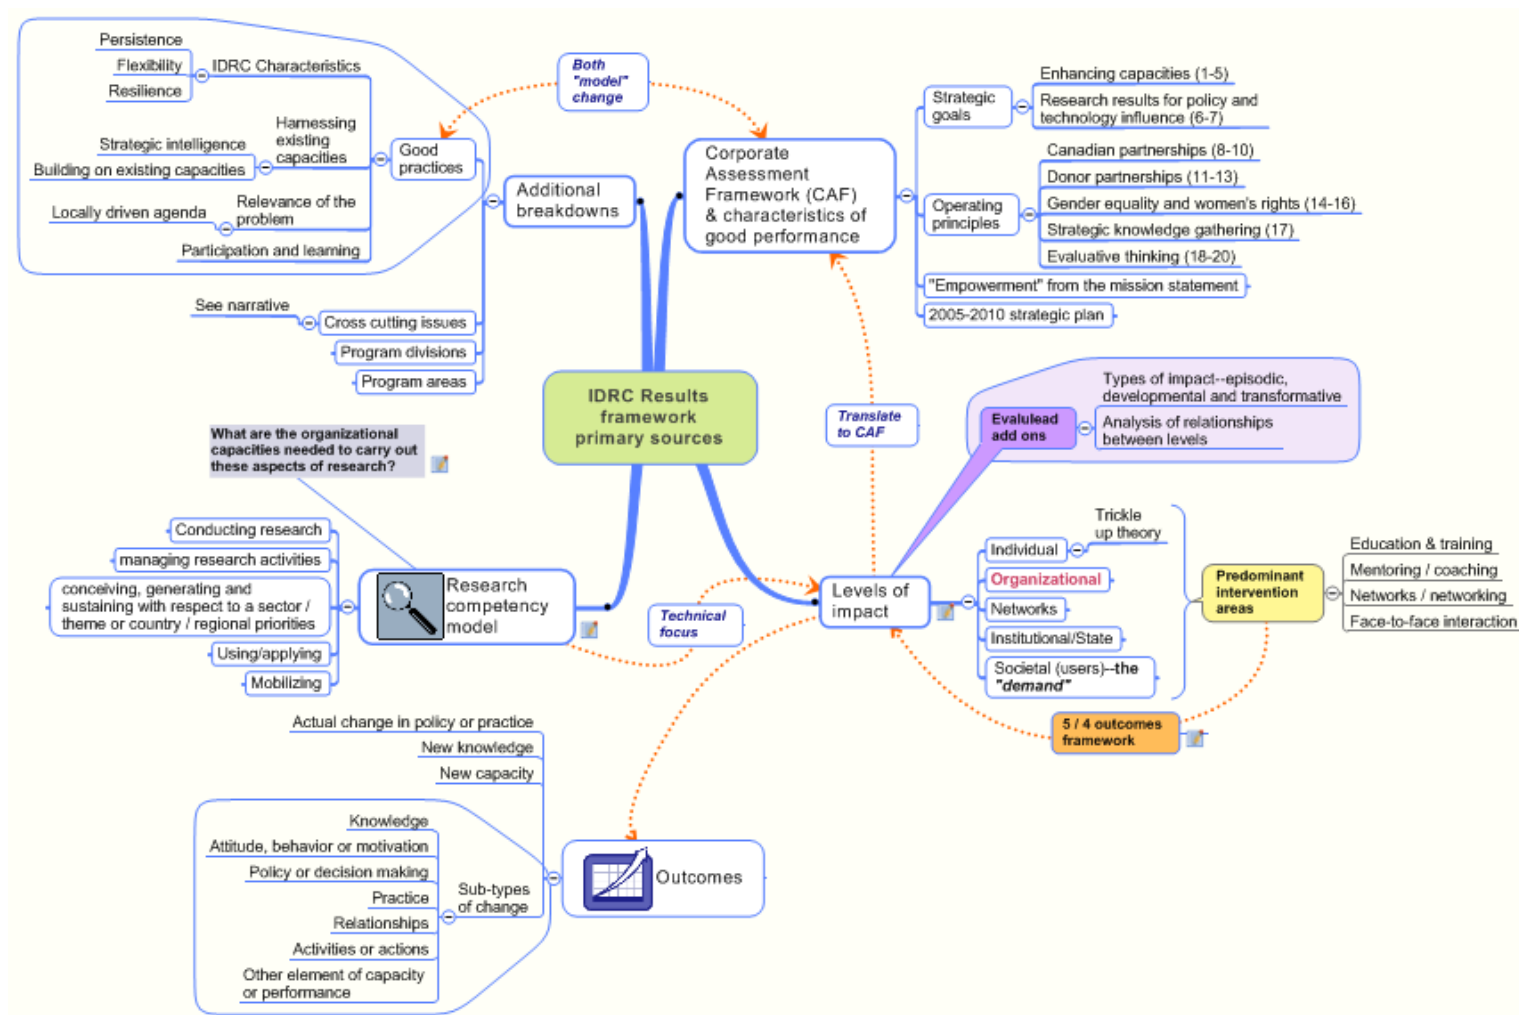 Persistence
Flexibility
Resilience
IDRC Characteristics
Strategic intelligence
Building on existing capacities
Harnessing
existing
capacities
Locally driven agenda
Relevance of the
problem
Participation and learning
Good
practices
See narrative
Cross cutting issues
Program divisions
Program areas
Additional
breakdowns
Both
"model"
change
Corporate
Assessment
Framework (CAF)
& characteristics of
good performance
Strategic
goals
Enhancing capacities (1-5)
Research results for policy and
technology influence (6-7)
Operating
principles
Canadian partnerships (8-10)
Donor partnerships (11-13)
Gender equality and women's rights (14-16)
Strategic knowledge gathering (17)
Evaluative thinking (18-20)
"Empowerment" from the mission statement
2005-2010 strategic plan
IDRC Results
framework
primary sources
Translate
to CAF
Evalulead
add ons
Types of impact--episodic,
developmental and transformative
Analysis of relationships
between levels
What are the organizational
capacities needed to carry out
these aspects of research?
Conducting research
managing research activities
conceiving, generating and
sustaining with respect to a sector /
theme or country / regional priorities
Using/applying
Mobilizing
Research
competency
model
Technical
focus
Levels of
impact
Individual
Trickle
up theory
Organizational
Networks
Institutional/State
Societal (users)--the
"demand"
Predominant
intervention
areas
Education & training
Mentoring / coaching
Networks / networking
Face-to-face interaction
5 / 4 outcomes
framework
Actual change in policy or practice
New knowledge
New capacity
Knowledge
Attitude, behavior or motivation
Policy or decision making
Practice
Relationships
Activities or actions
Other element of capacity
or performance
Sub-types
of change
Outcomes